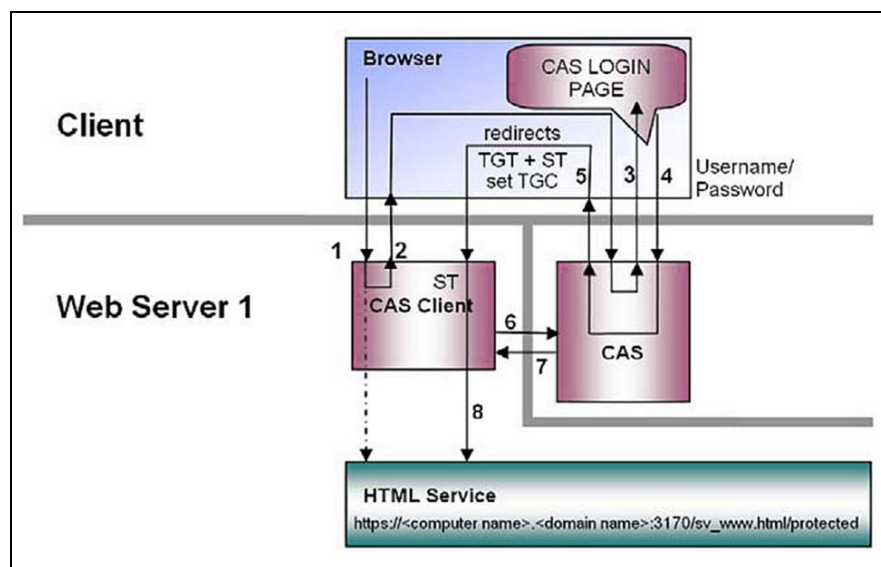 Browser
CAS LOGIN
PAGE
Client
redirects
TGT + ST
set TGC
5
3
4
Username/
Password
1
2
ST
CAS Client
Web Server 1
6
7
CAS
8
HTML Service
https://<computer name>.<domain name>:3170/sv_www.html/protected